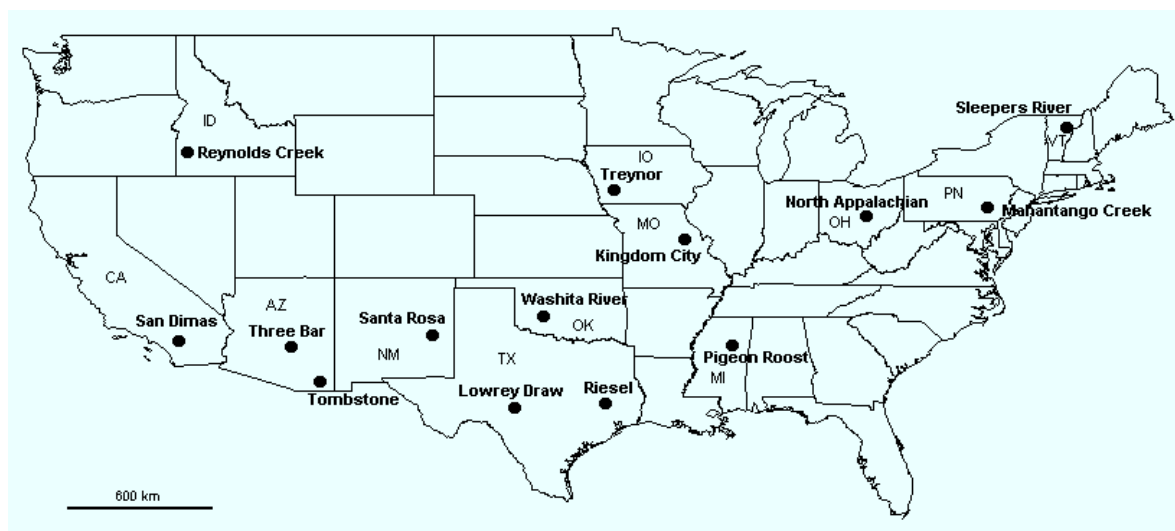 Sleepers River
VT
ID
Reynolds Creek
IO
Treynor
PN
North Appalachian
OH
Mahantango Creek
MO
Kingdom City
CA
AZ
San Dimas
Three Bar
Santa Rosa
NM
Washita River
OK
TX
Pigeon Roost
MI
Tombstone
Lowrey Draw
Riesel
600 km